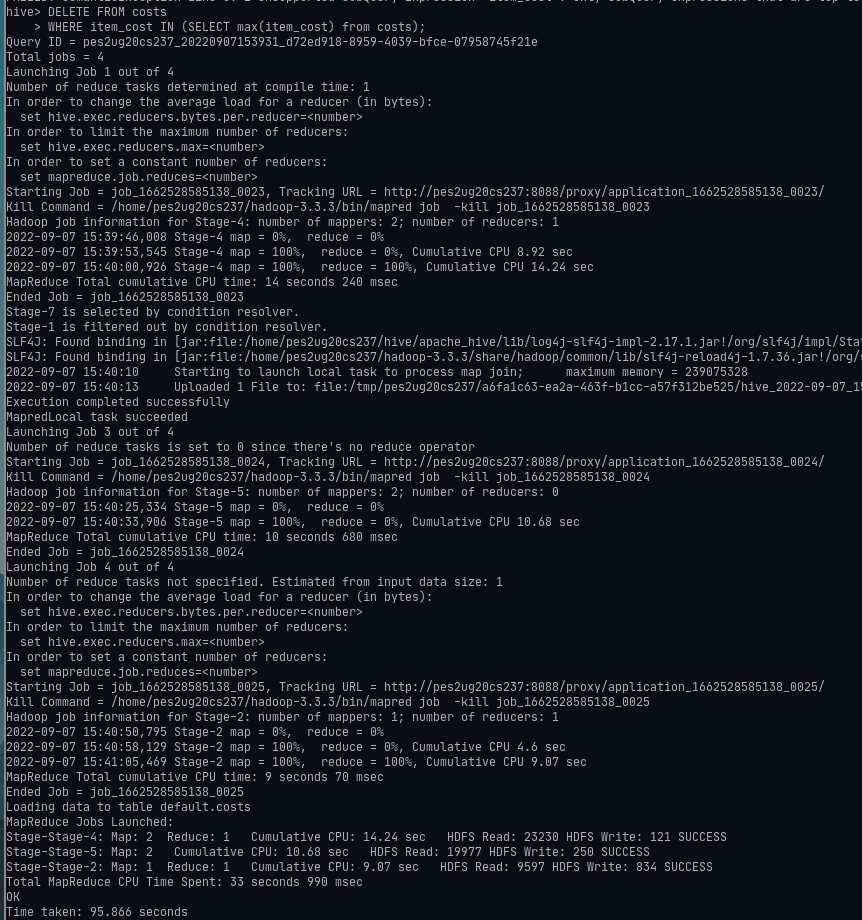 hive> DELETE FROM costs
    > WHERE item_cost IN (SELECT max(item_cost) from costs);
Query ID = pes2ug20cs237_20220907153931_d72ed918-8959-4039-bfce-07958745f21e
Total jobs = 4
Launching Job 1 out of 4
Number of reduce tasks determined at compile time: 1
In order to change the average load for a reducer (in bytes):
  set hive.exec.reducers.bytes.per.reducer=<number>
In order to limit the maximum number of reducers:
  set hive.exec.reducers.max=<number>
In order to set a constant number of reducers:
  set mapreduce.job.reduces=<number>
Starting Job = job_1662528585138_0023, Tracking URL = http://pes2ug20cs237:8088/proxy/application_1662528585138_0023/
Kill Command = /home/pes2ug20cs237/hadoop-3.3.3/bin/mapred job  -kill job_1662528585138_0023
Hadoop job information for Stage-4: number of mappers: 2; number of reducers: 1
2022-09-07 15:39:46,008 Stage-4 map = 0%,  reduce = 0%
2022-09-07 15:39:53,545 Stage-4 map = 100%,  reduce = 0%, Cumulative CPU 8.92 sec
2022-09-07 15:40:00,926 Stage-4 map = 100%,  reduce = 100%, Cumulative CPU 14.24 sec
MapReduce Total cumulative CPU time: 14 seconds 240 msec
Ended Job = job_1662528585138_0023
Stage-7 is selected by condition resolver.
Stage-1 is filtered out by condition resolver.
SLF4J: Found binding in [jar:file:/home/pes2ug20cs237/hive/apache_hive/lib/log4j-slf4j-impl-2.17.1.jar!/org/slf4j/impl/Sta
SLF4J: Found binding in [jar:file:/home/pes2ug20cs237/hadoop-3.3.3/share/hadoop/common/lib/slf4j-reload4j-1.7.36.jar!/org/s
2022-09-07 15:40:10     Starting to launch local task to process map join;      maximum memory = 239075328
2022-09-07 15:40:13     Uploaded 1 File to: file:/tmp/pes2ug20cs237/a6fa1c63-ea2a-463f-b1cc-a57f312be525/hive_2022-09-07_15
Execution completed successfully
MapredLocal task succeeded
Launching Job 3 out of 4
Number of reduce tasks is set to 0 since there's no reduce operator
Starting Job = job_1662528585138_0024, Tracking URL = http://pes2ug20cs237:8088/proxy/application_1662528585138_0024/
Kill Command = /home/pes2ug20cs237/hadoop-3.3.3/bin/mapred job  -kill job_1662528585138_0024
Hadoop job information for Stage-5: number of mappers: 2; number of reducers: 0
2022-09-07 15:40:25,334 Stage-5 map = 0%,  reduce = 0%
2022-09-07 15:40:33,906 Stage-5 map = 100%,  reduce = 0%, Cumulative CPU 10.68 sec
MapReduce Total cumulative CPU time: 10 seconds 680 msec
Ended Job = job_1662528585138_0024
Launching Job 4 out of 4
Number of reduce tasks not specified. Estimated from input data size: 1
In order to change the average load for a reducer (in bytes):
  set hive.exec.reducers.bytes.per.reducer=<number>
In order to limit the maximum number of reducers:
  set hive.exec.reducers.max=<number>
In order to set a constant number of reducers:
  set mapreduce.job.reduces=<number>
Starting Job = job_1662528585138_0025, Tracking URL = http://pes2ug20cs237:8088/proxy/application_1662528585138_0025/
Kill Command = /home/pes2ug20cs237/hadoop-3.3.3/bin/mapred job  -kill job_1662528585138_0025
Hadoop job information for Stage-2: number of mappers: 1; number of reducers: 1
2022-09-07 15:40:50,795 Stage-2 map = 0%,  reduce = 0%
2022-09-07 15:40:58,129 Stage-2 map = 100%,  reduce = 0%, Cumulative CPU 4.6 sec
2022-09-07 15:41:05,469 Stage-2 map = 100%,  reduce = 100%, Cumulative CPU 9.07 sec
MapReduce Total cumulative CPU time: 9 seconds 70 msec
Ended Job = job_1662528585138_0025
Loading data to table default.costs
MapReduce Jobs Launched:
Stage-Stage-4: Map: 2  Reduce: 1   Cumulative CPU: 14.24 sec   HDFS Read: 23230 HDFS Write: 121 SUCCESS
Stage-Stage-5: Map: 2   Cumulative CPU: 10.68 sec   HDFS Read: 19977 HDFS Write: 250 SUCCESS
Stage-Stage-2: Map: 1  Reduce: 1   Cumulative CPU: 9.07 sec   HDFS Read: 9597 HDFS Write: 834 SUCCESS
Total MapReduce CPU Time Spent: 33 seconds 990 msec
OK
Time taken: 95.866 seconds